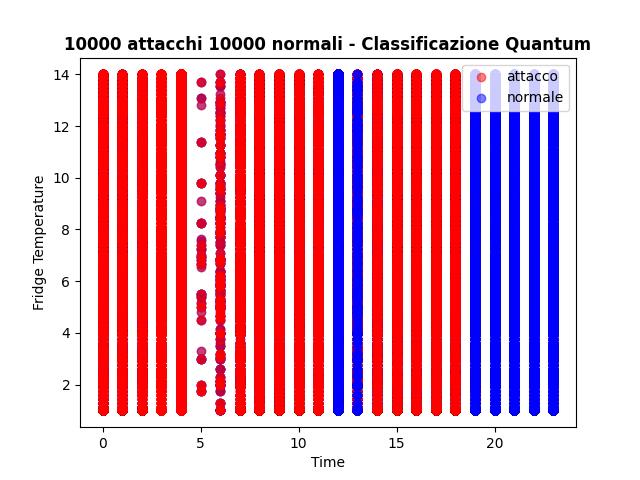 10000 attacchi 10000 normali - Classificazione Quantum
14
12
10
8
6
4
2
Fridge Temperature
attacco
normale
0 5 10 15 20
Time